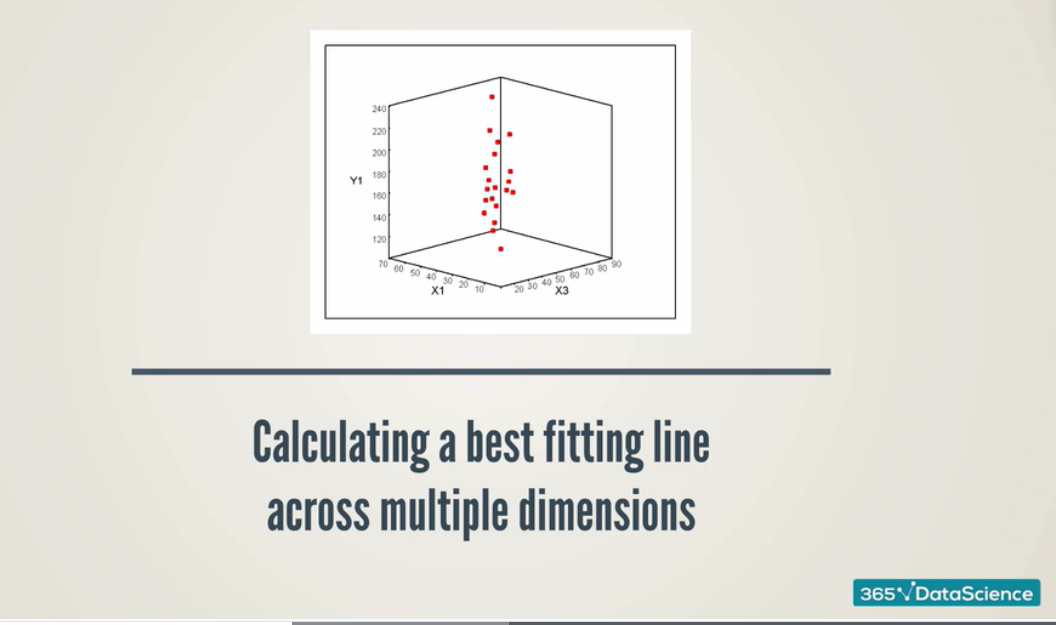 240
220
200
Y1 180
160
140
120
70 60 50 40 30 20 10
20 30 40 50 60 70 80 90
X1 X3
Calculating a best fitting line
across multiple dimensions
365 DataScience